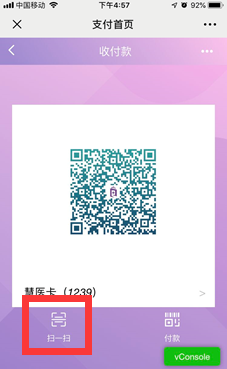 中国移动 下午4:57 92%
支付首页
收付款
慧医卡（1239）
扫一扫 付款
vConsole